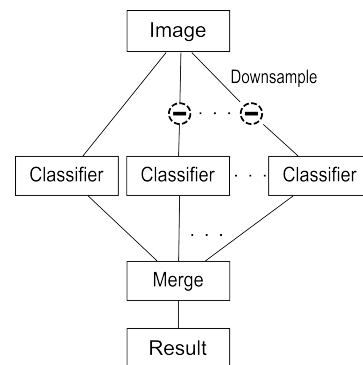 Image
Downsample
Classifier Classifier . . . Classifier
. . .
Merge
Result